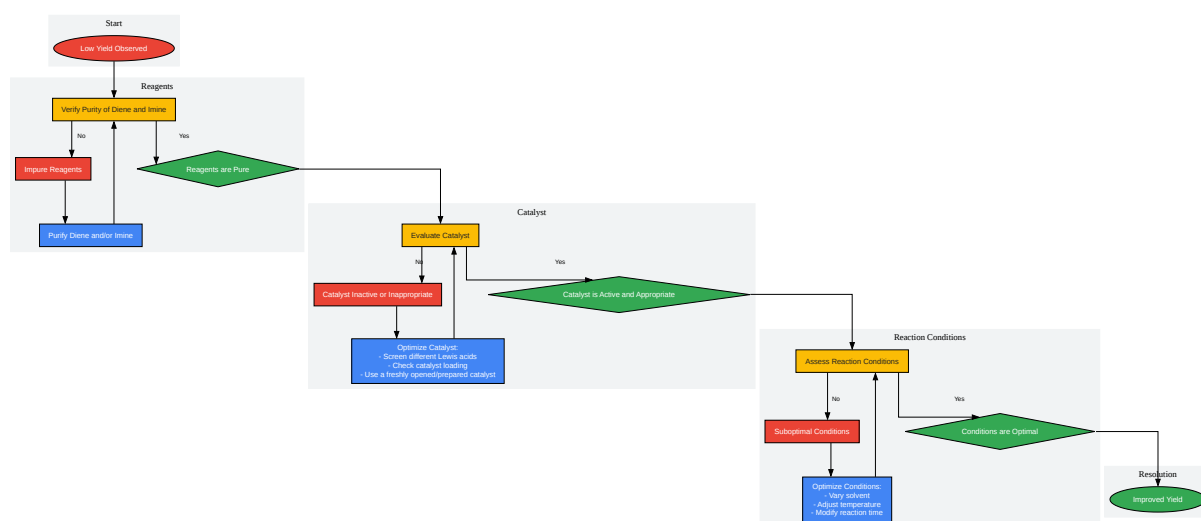 Start
Low Yield Observed
Reagents
Verify Purity of Diene and Imine
No
Yes
Impure Reagents
Reagents are Pure
Purify Diene and/or Imine
Catalyst
Evaluate Catalyst
No
Yes
Catalyst Inactive or Inappropriate
Catalyst is Active and Appropriate
Optimize Catalyst:
- Screen different Lewis acids
- Check catalyst loading
- Use a freshly opened/prepared catalyst
Reaction Conditions
Assess Reaction Conditions
No
Yes
Suboptimal Conditions
Conditions are Optimal
Optimize Conditions:
- Vary solvent
- Adjust temperature
- Modify reaction time
Resolution
Improved Yield